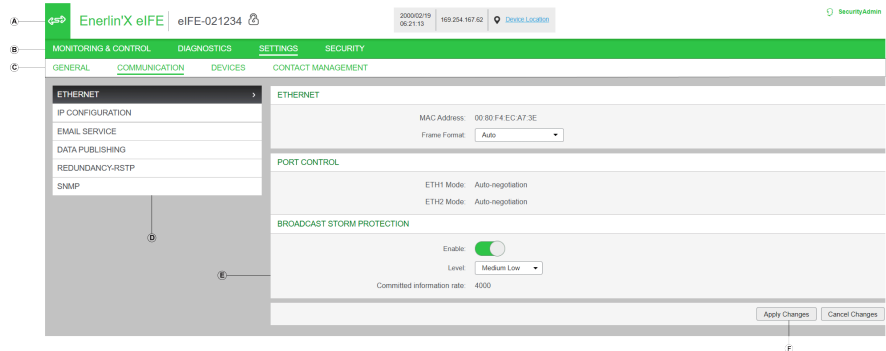 Enerlin'X eIFE eIFE-021234
2000/02/19
06:21:13
169.254.167.62
Device Location
SecurityAdmin
A
B
MONITORING & CONTROL DIAGNOSTICS SETTINGS SECURITY
C
GENERAL COMMUNICATION DEVICES CONTACT MANAGEMENT
ETHERNET >
IP CONFIGURATION
EMAIL SERVICE
DATA PUBLISHING
REDUNDANCY-RSTP
SNMP
D
ETHERNET
MAC Address: 00:80:F4:EC:A7:3E
Frame Format: Auto
PORT CONTROL
ETH1 Mode: Auto-negotiation
ETH2 Mode: Auto-negotiation
BROADCAST STORM PROTECTION
Enable:
E
Level: Medium Low
Committed information rate: 4000
Apply Changes Cancel Changes
F